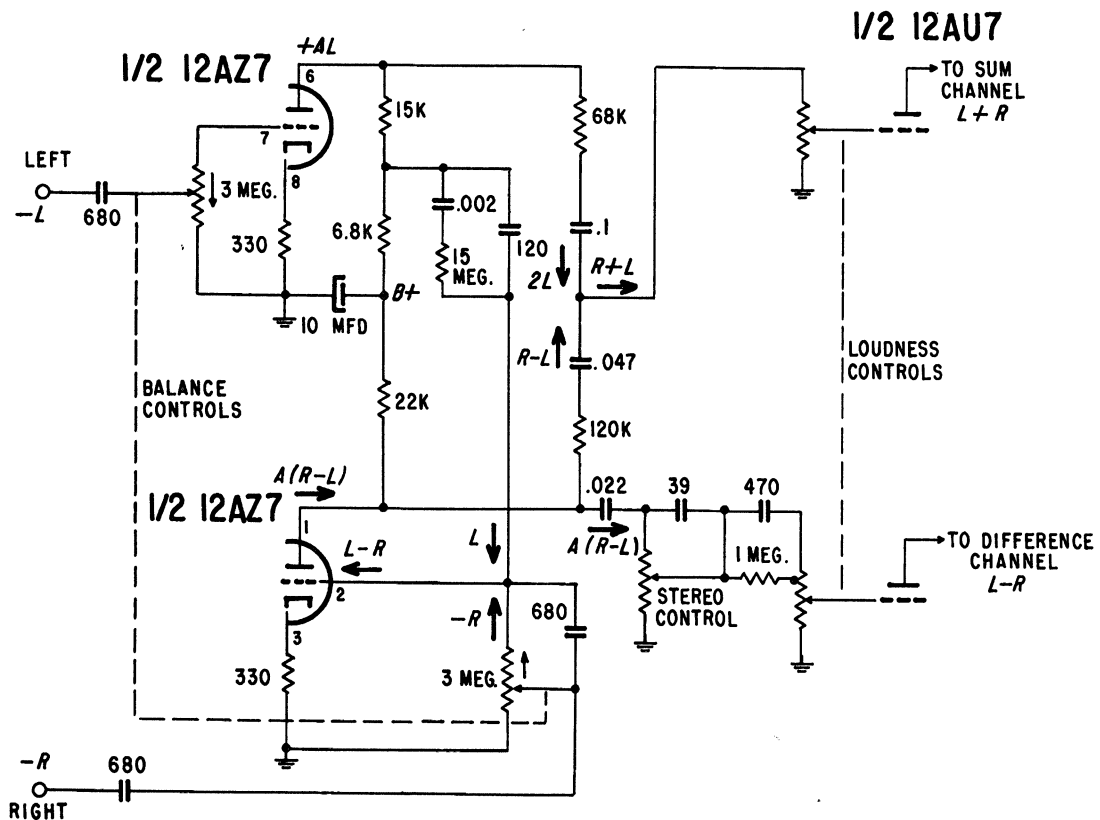 1/2 12AU7
+AL
1/2 12AZ7
6
TO SUM
CHANNEL
L+R
15K
68K
7
LEFT
8
3 MEG.
.002
-L
680
330
6.8K
120
.1
15
MEG.
2L
R+L
B+
10 MFD
R-L
.047
LOUDNESS
CONTROLS
BALANCE
CONTROLS
22K
120K
A(R-L)
.022
39
470
1/2 12AZ7
1
L
A(R-L)
1 MEG.
TO DIFFERENCE
CHANNEL
L-R
L-R
2
STEREO
CONTROL
-R
680
3
330
3 MEG.
-R
680
RIGHT